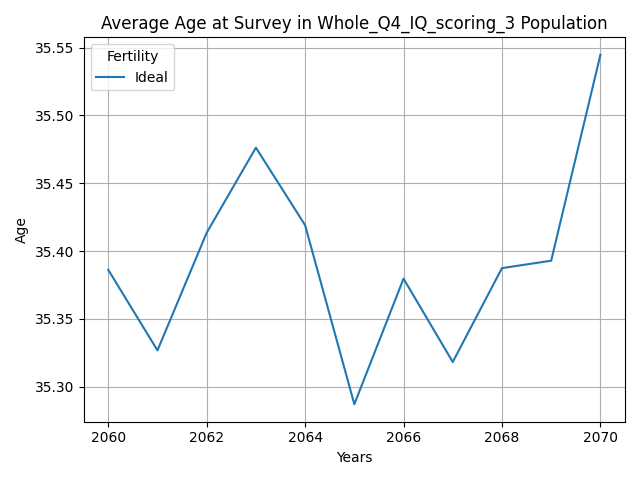 Average Age at Survey in Whole_Q4_IQ_scoring_3 Population
Fertility
Ideal
35.55
35.50
35.45
35.40
35.35
35.30
Age
2060 2062 2064 2066 2068 2070
Years